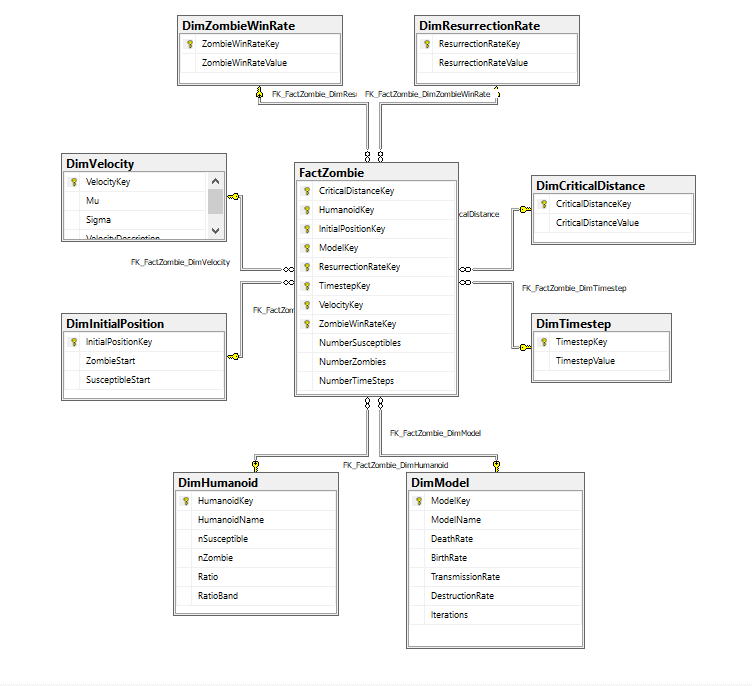 DimZombieWinRate
ZombieWinRateKey
ZombieWinRateValue
DimResurrectionRate
ResurrectionRateKey
ResurrectionRateValue
FK_FactZombie_DimRes
FK_FactZombie_DimZombieWinRate
DimVelocity
VelocityKey
Mu
Sigma
VelocityDescription
FactZombie
CriticalDistanceKey
HumanoidKey
InitialPositionKey
ModelKey
ResurrectionRateKey
TimestepKey
VelocityKey
ZombieWinRateKey
NumberSusceptibles
NumberZombies
NumberTimeSteps
DimCriticalDistance
CriticalDistanceKey
CriticalDistanceValue
icalDistance
FK_FactZombie_DimVelocity
FK_FactZom
FK_FactZombie_DimTimestep
DimInitialPosition
InitialPositionKey
ZombieStart
SusceptibleStart
DimTimestep
TimestepKey
TimestepValue
FK_FactZombie_DimModel
FK_FactZombie_DimHumanoid
DimHumanoid
HumanoidKey
HumanoidName
nSusceptible
nZombie
Ratio
RatioBand
DimModel
ModelKey
ModelName
DeathRate
BirthRate
TransmissionRate
DestructionRate
Iterations